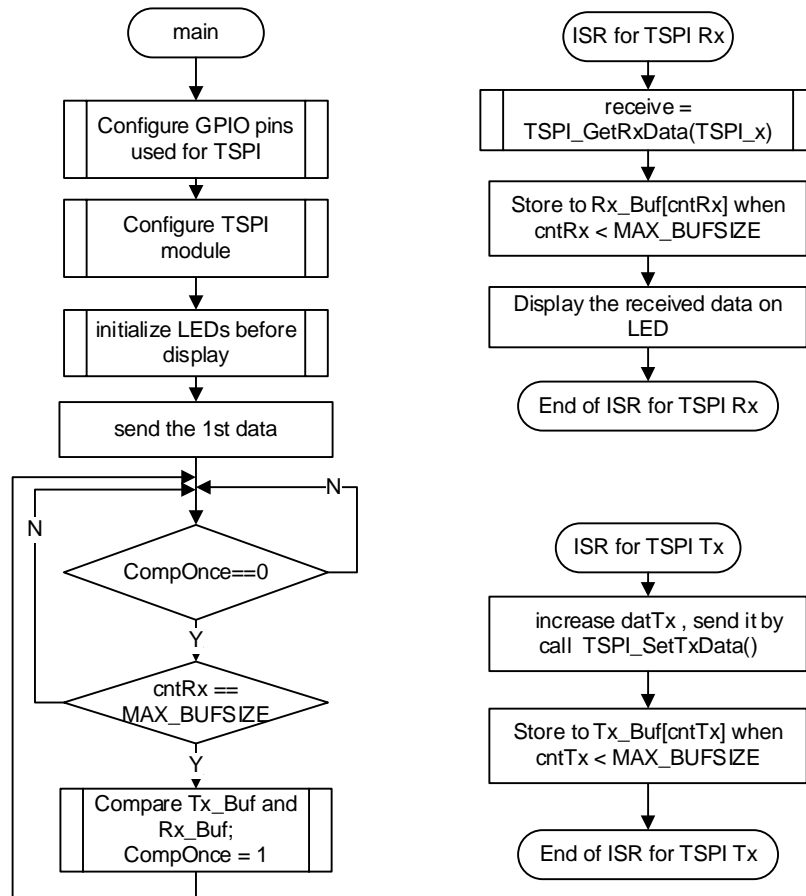 main
Configure GPIO pins
used for TSPI
Configure TSPI
module
initialize LEDs before
display
send the 1st data
N
N
CompOnce==0
Y
cntRx ==
MAX_BUFSIZE
Y
Compare Tx_Buf and
Rx_Buf;
CompOnce = 1
ISR for TSPI Rx
receive =
TSPI_GetRxData(TSPI_x)
Store to Rx_Buf[cntRx] when
cntRx < MAX_BUFSIZE
Display the received data on
LED
End of ISR for TSPI Rx
ISR for TSPI Tx
increase datTx , send it by
call TSPI_SetTxData()
Store to Tx_Buf[cntTx] when
cntTx < MAX_BUFSIZE
End of ISR for TSPI Tx